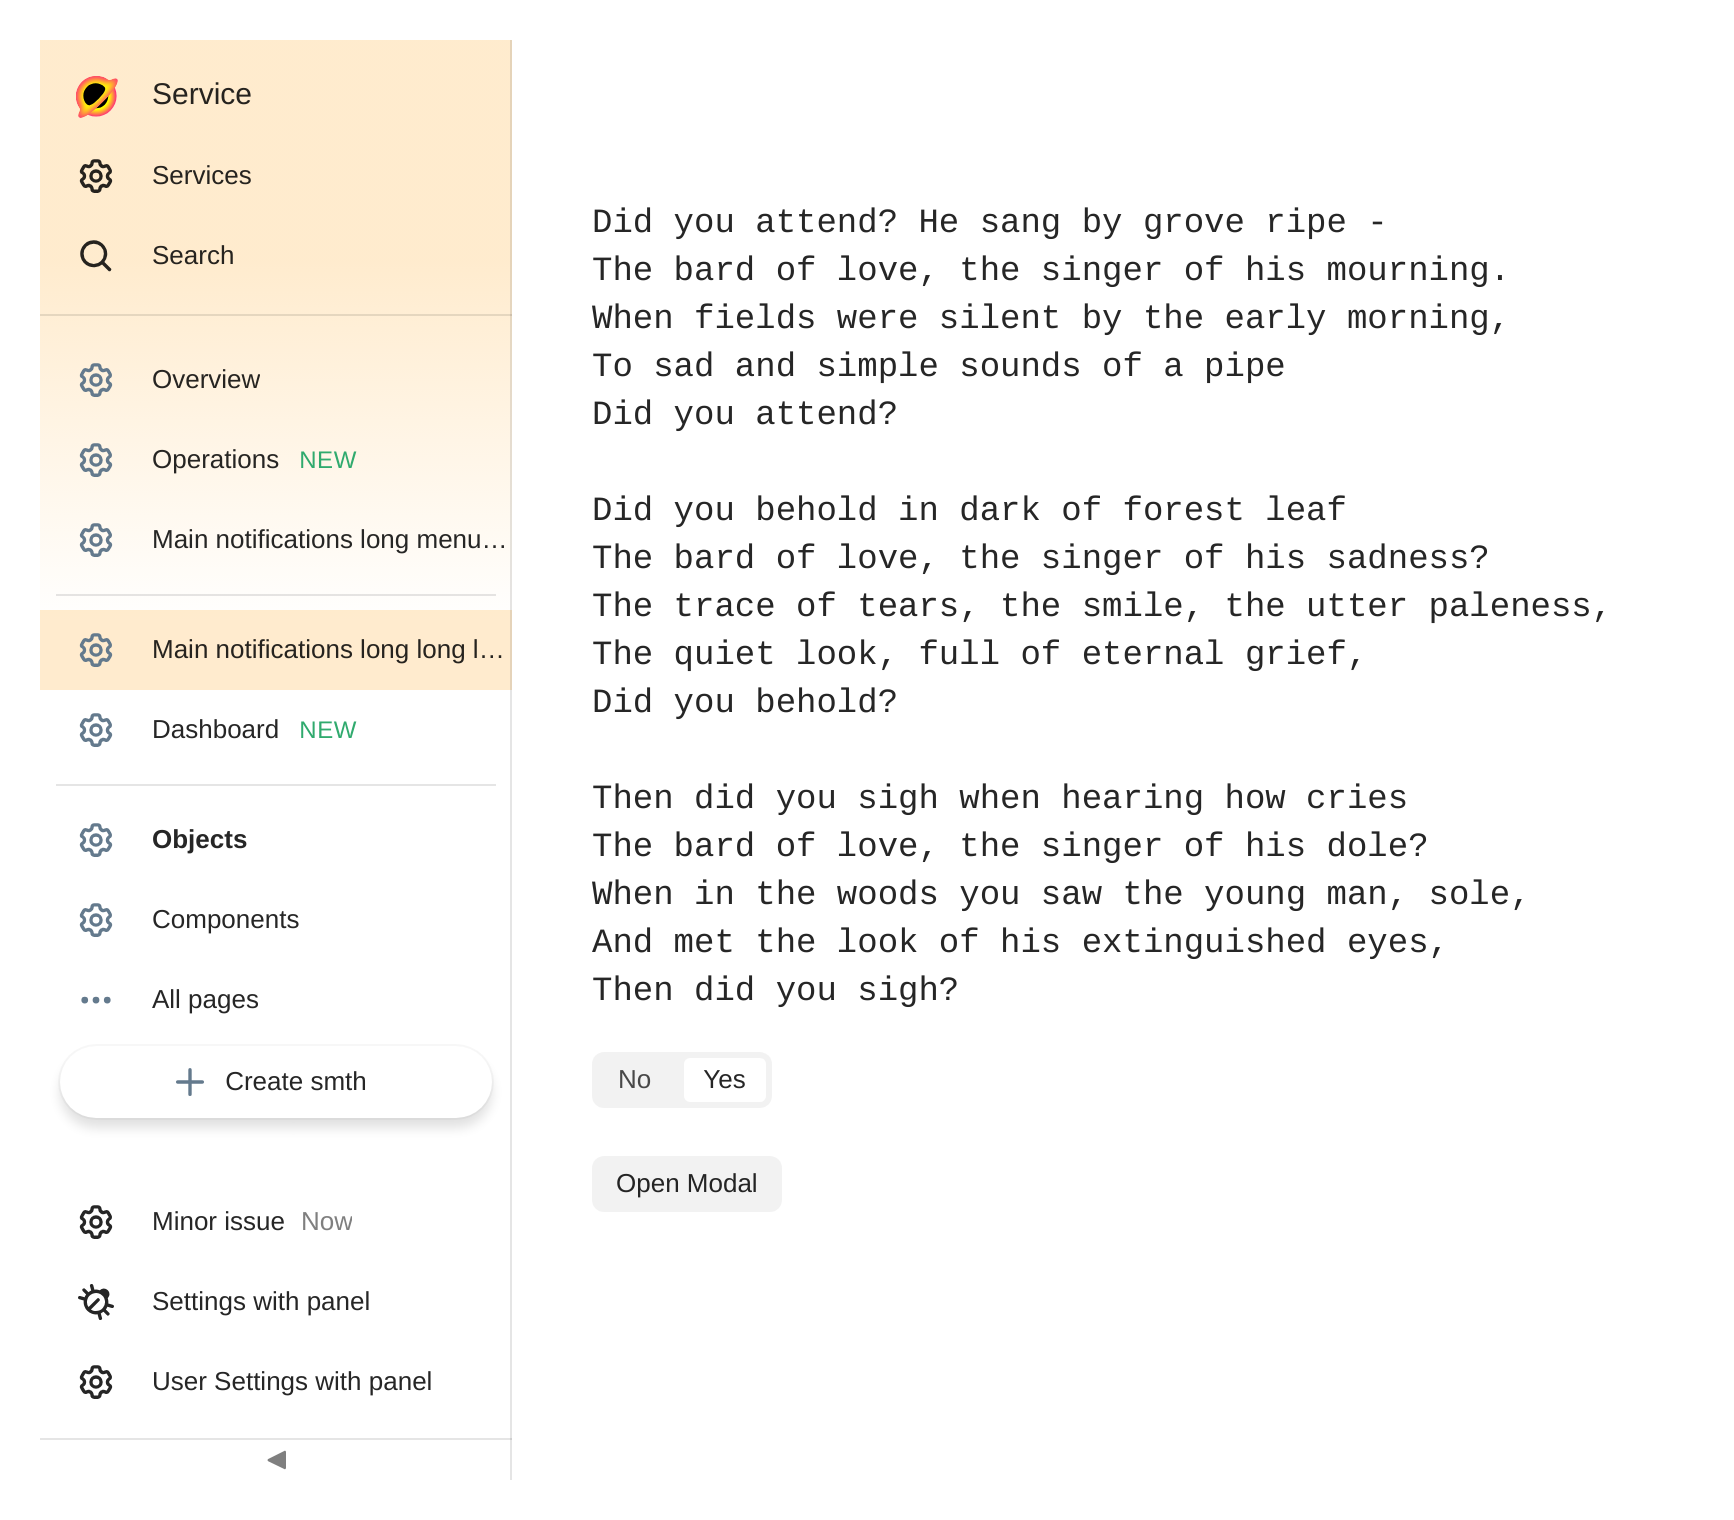 Service
Services
Search
Overview
Operations NEW
Main notifications long menu…
Main notifications long long l…
Dashboard NEW
Objects
Components
All pages
Create smth
Minor issue Now
Settings with panel
User Settings with panel
Did you attend? He sang by grove ripe -
The bard of love, the singer of his mourning.
When fields were silent by the early morning,
To sad and simple sounds of a pipe
Did you attend?
Did you behold in dark of forest leaf
The bard of love, the singer of his sadness?
The trace of tears, the smile, the utter paleness,
The quiet look, full of eternal grief,
Did you behold?
Then did you sigh when hearing how cries
The bard of love, the singer of his dole?
When in the woods you saw the young man, sole,
And met the look of his extinguished eyes,
Then did you sigh?
No Yes
Open Modal